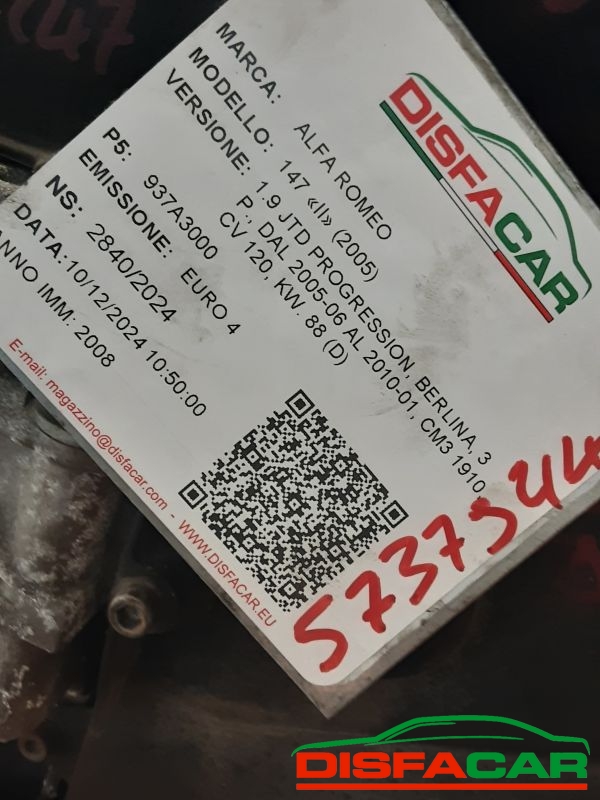 47
MARCA: ALFA ROMEO
MODELLO: 147 «II» (2005)
VERSIONE: 1.9 JTD PROGRESSION, BERLINA, 3
P., DAL 2005-06 AL 2010-01, CM3 1910,
CV 120, KW. 88 (D)
P5: 937A3000
EMISSIONE: EURO 4
NS: 2840/2024
DATA:10/12/2024 10:50:00
ANNO IMM: 2008
E-mail: magazzino@disfacar.com - WWW.DISFACAR.EU
DISFACAR
DISFACAR